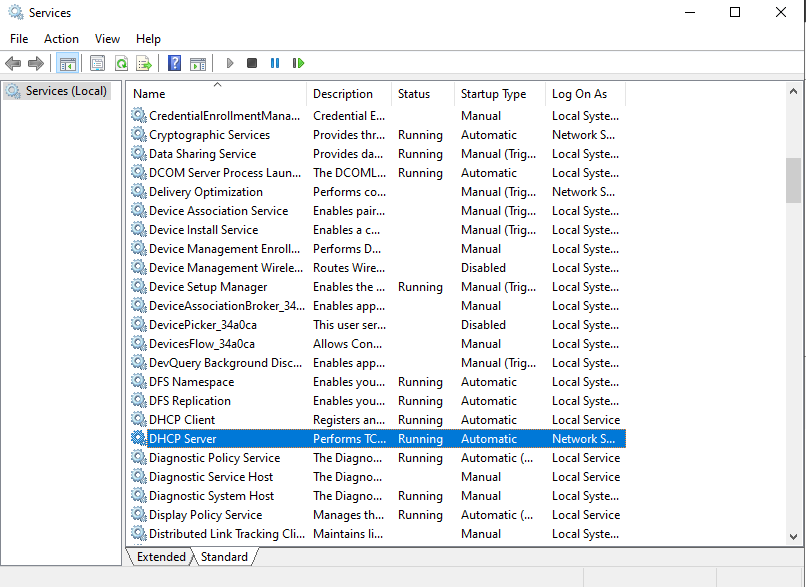 Services
File Action View Help
Services (Local)
Name Description Status Startup Type Log On As
CredentialEnrollmentMana... Credential E... Manual Local Syste...
Cryptographic Services Provides thr... Running Automatic Network S...
Data Sharing Service Provides da... Running Manual (Trig... Local Syste...
DCOM Server Process Laun... The DCOML... Running Automatic Local Syste...
Delivery Optimization Performs co... Manual (Trig... Network S...
Device Association Service Enables pair... Manual (Trig... Local Syste...
Device Install Service Enables a c... Manual (Trig... Local Syste...
Device Management Enroll... Performs D... Manual Local Syste...
Device Management Wirele... Routes Wire... Disabled Local Syste...
Device Setup Manager Enables the ... Running Manual (Trig... Local Syste...
DeviceAssociationBroker_34... Enables app... Manual Local Syste...
DevicePicker_34a0ca This user ser... Disabled Local Syste...
DevicesFlow_34a0ca Allows Con... Manual Local Syste...
DevQuery Background Disc... Enables app... Manual (Trig... Local Syste...
DFS Namespace Enables you... Running Automatic Local Syste...
DFS Replication Enables you... Running Automatic Local Syste...
DHCP Client Registers an... Running Automatic Local Service
DHCP Server Performs TC... Running Automatic Network S...
Diagnostic Policy Service The Diagno... Running Automatic (... Local Service
Diagnostic Service Host The Diagno... Manual Local Service
Diagnostic System Host The Diagno... Running Manual Local Syste...
Display Policy Service Manages th... Running Automatic (... Local Service
Distributed Link Tracking Cli... Maintains li... Manual Local Syste...
Extended Standard